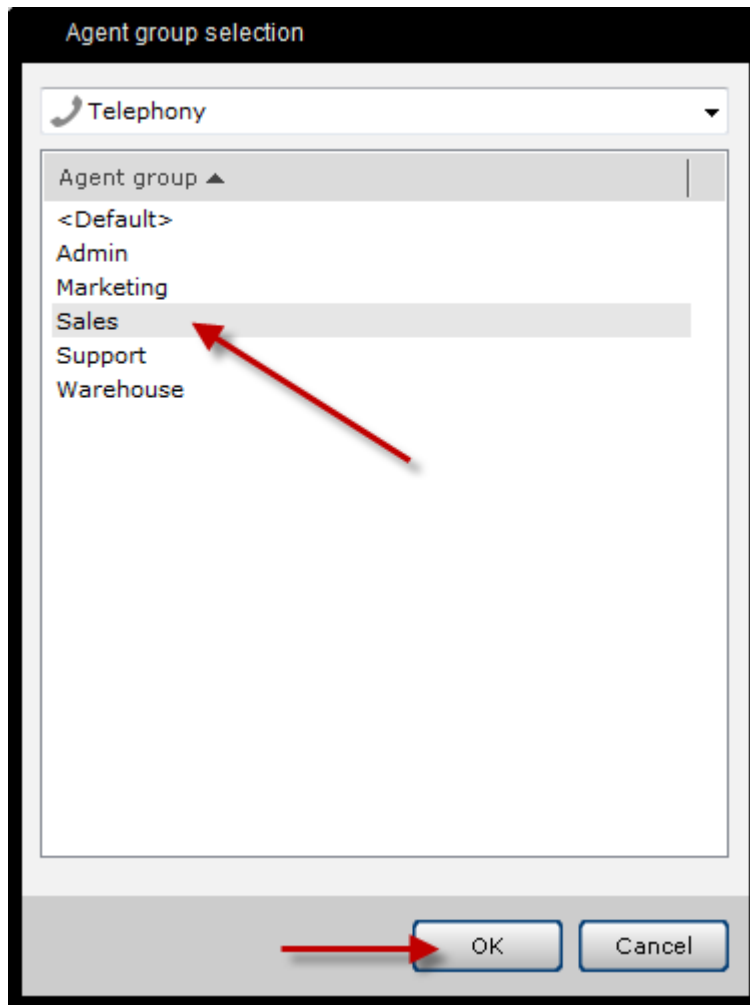 Agent group selection
Telephony
Agent group
<Default>
Admin
Marketing
Sales
Support
Warehouse
OK
Cancel